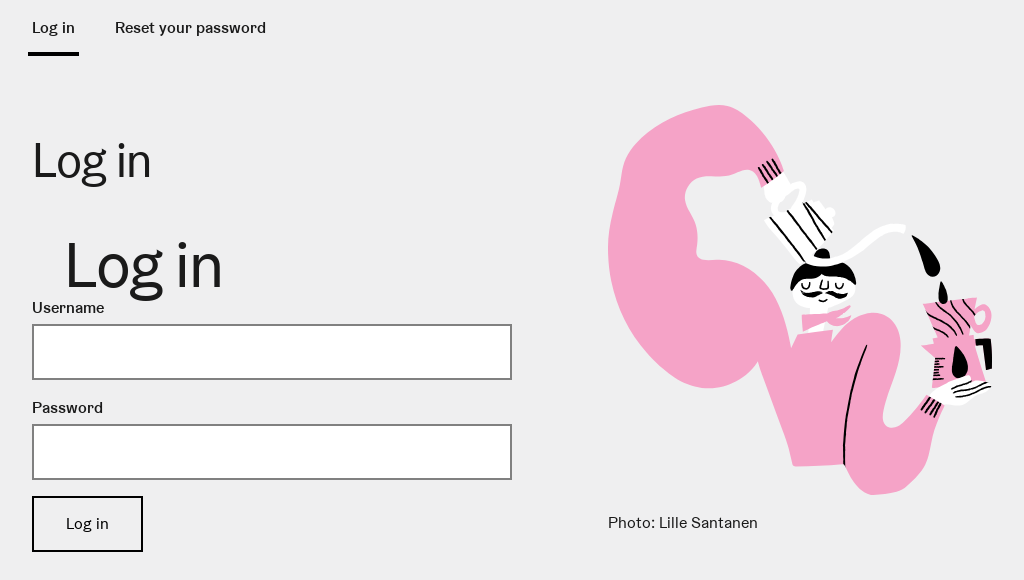 Log in
Reset your password
Log in
Log in
Username
Password
Log in
Photo: Lille Santanen